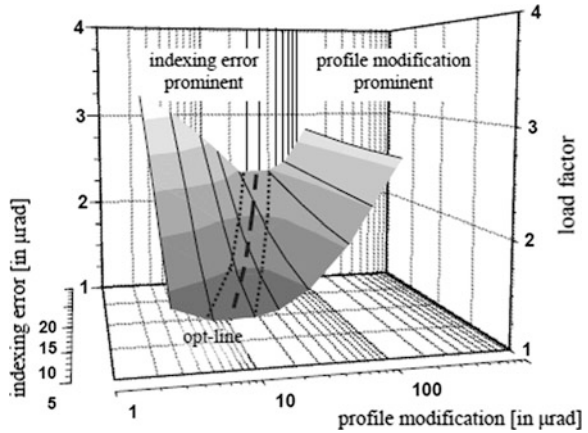 4
3
2
1
indexing error
prominent
profile modification
prominent
4
3
2
1
load factor
indexing error [in μrad]
20
15
10
5
opt-line
1
10
100
profile modification [in μrad]